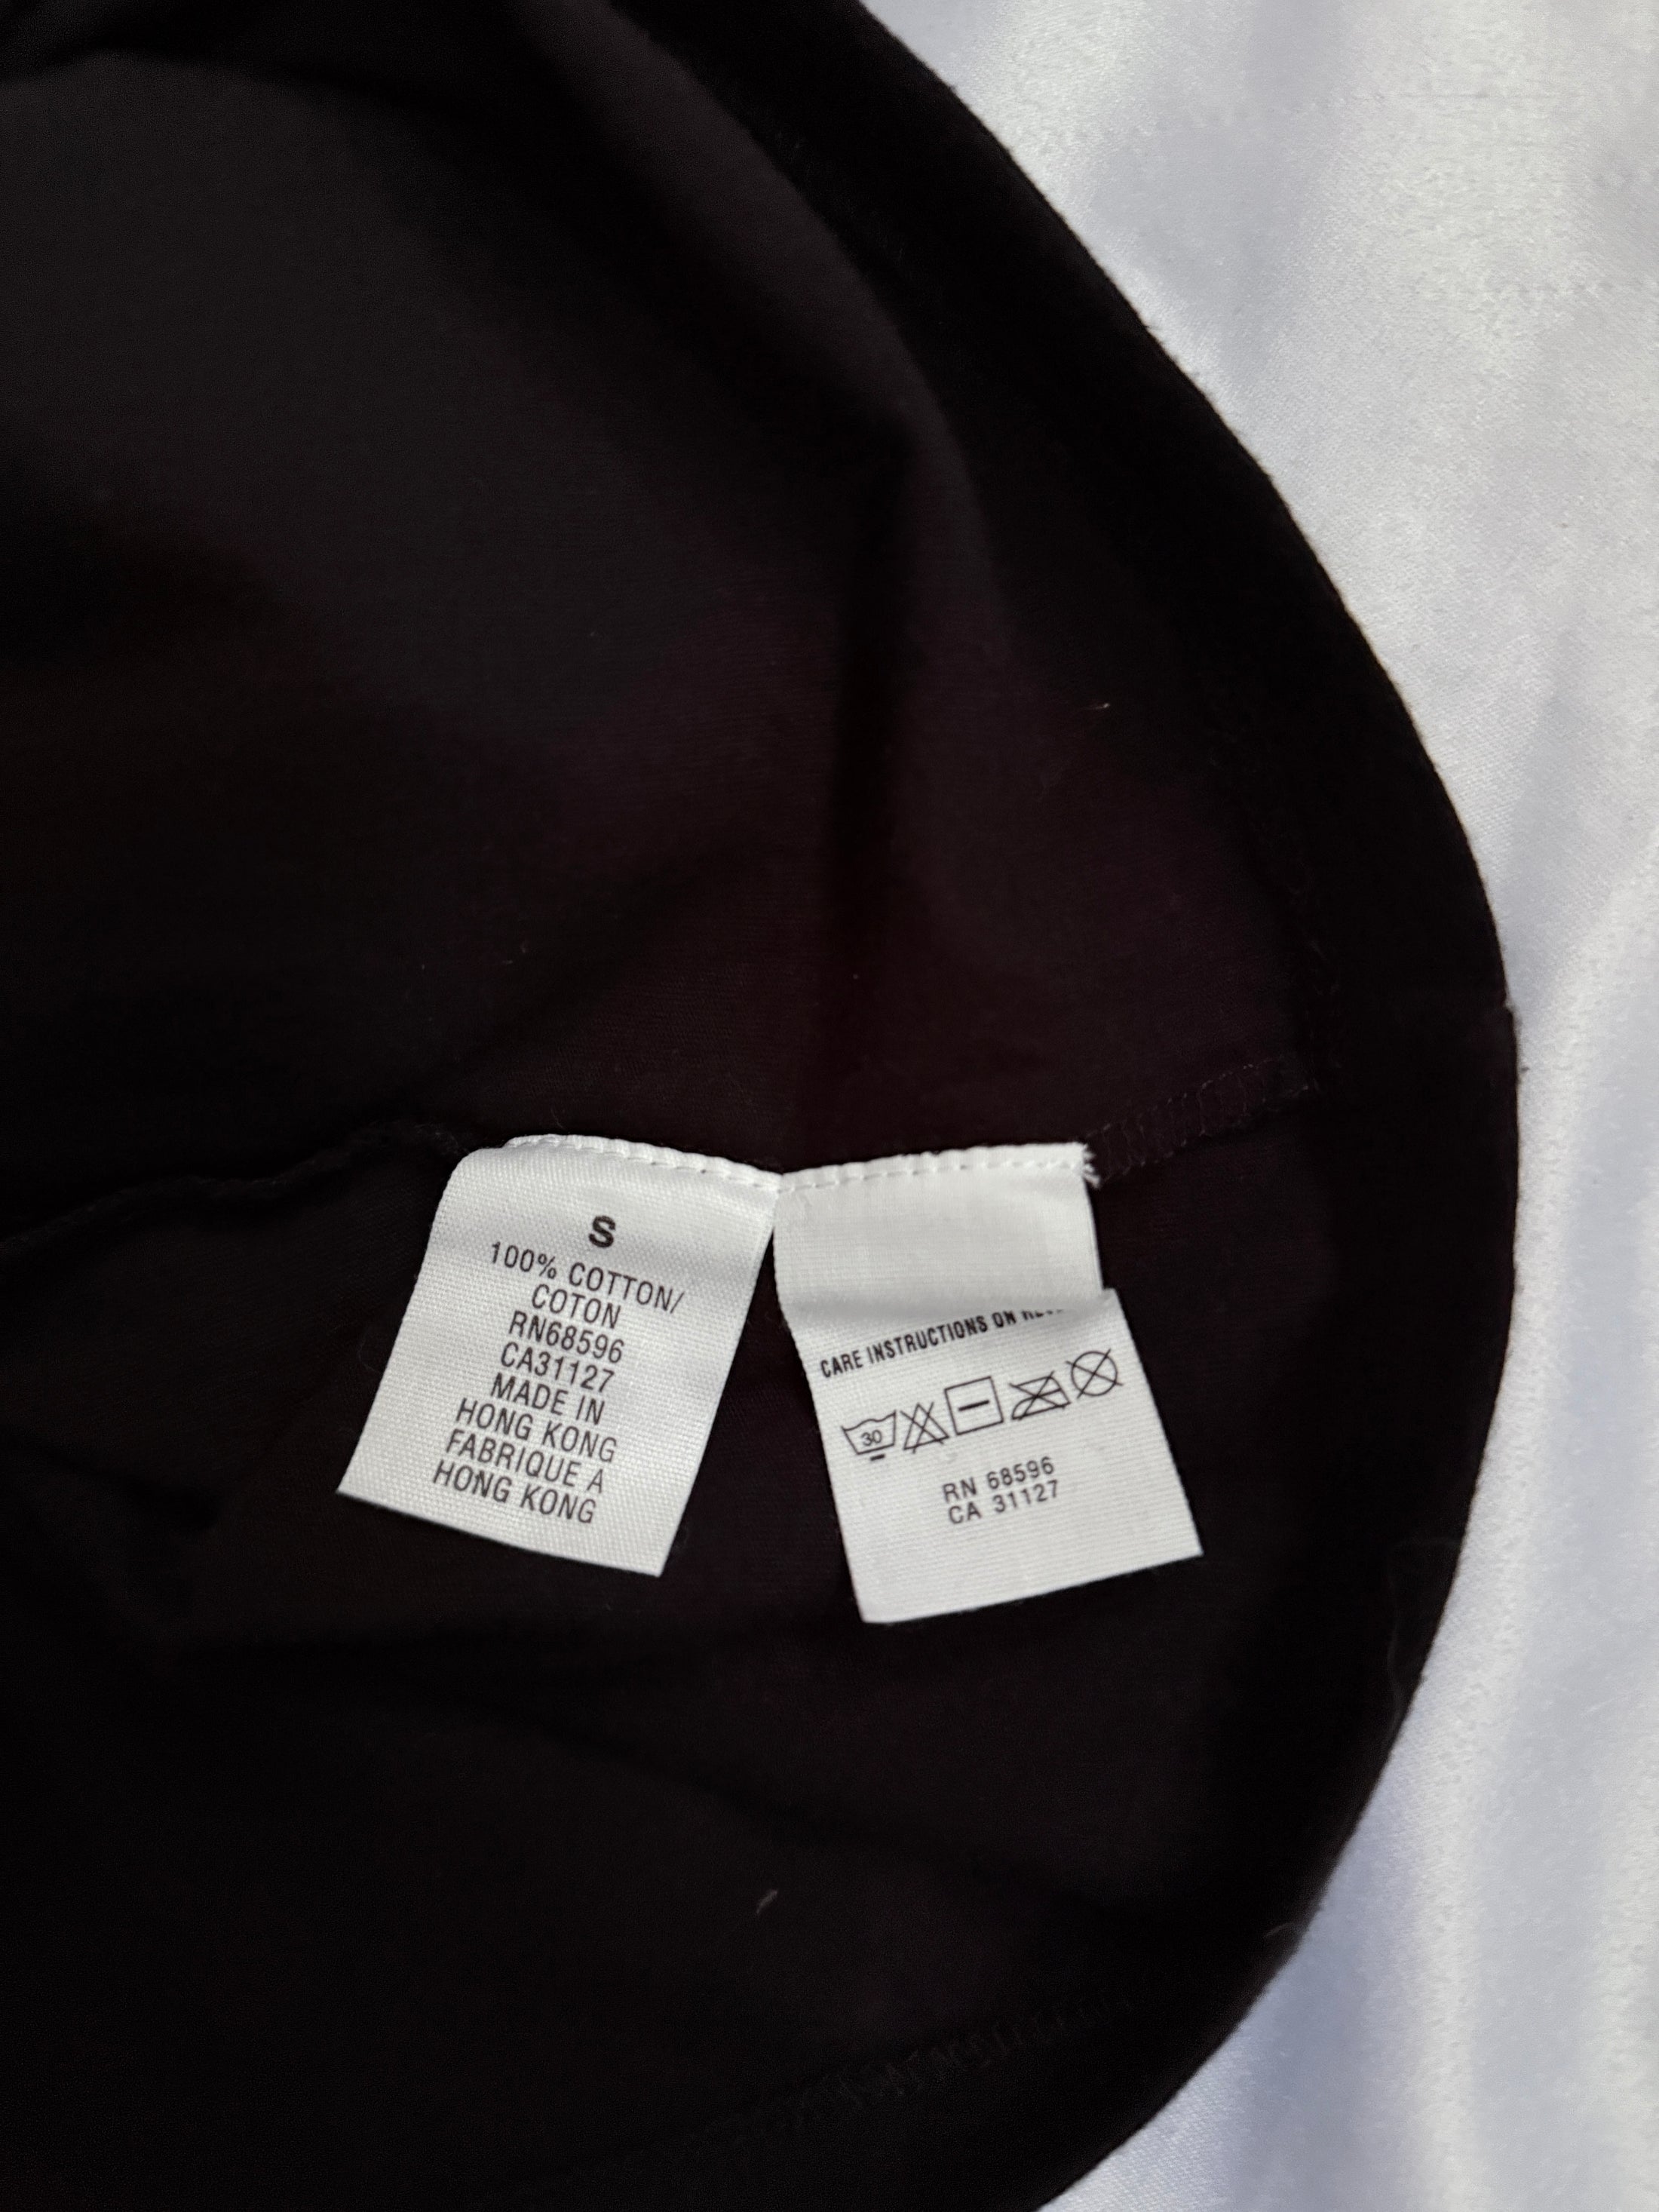 S
100% COTTON/
COTON
RN68596
CA31127
MADE IN
HONG KONG
FABRIQUE A
HONG KONG
CARE INSTRUCTIONS ON
30
RN 68596
CA 31127